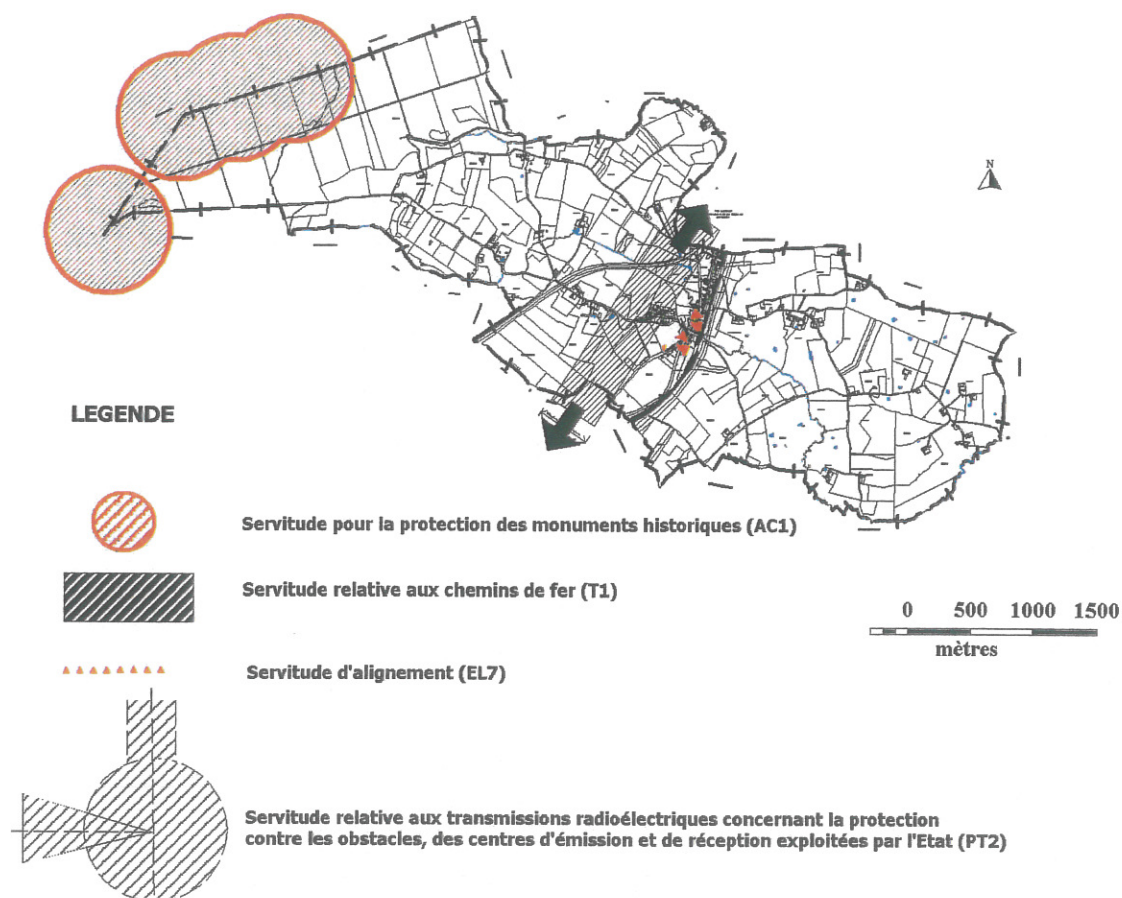 N
LEGENDE
Servitude pour la protection des monuments historiques (AC1)
Servitude relative aux chemins de fer (T1)
0 500 1000 1500
mètres
Servitude d'alignement (EL7)
Servitude relative aux transmissions radioélectriques concernant la protection
contre les obstacles, des centres d'émission et de réception exploitées par l'Etat (PT2)